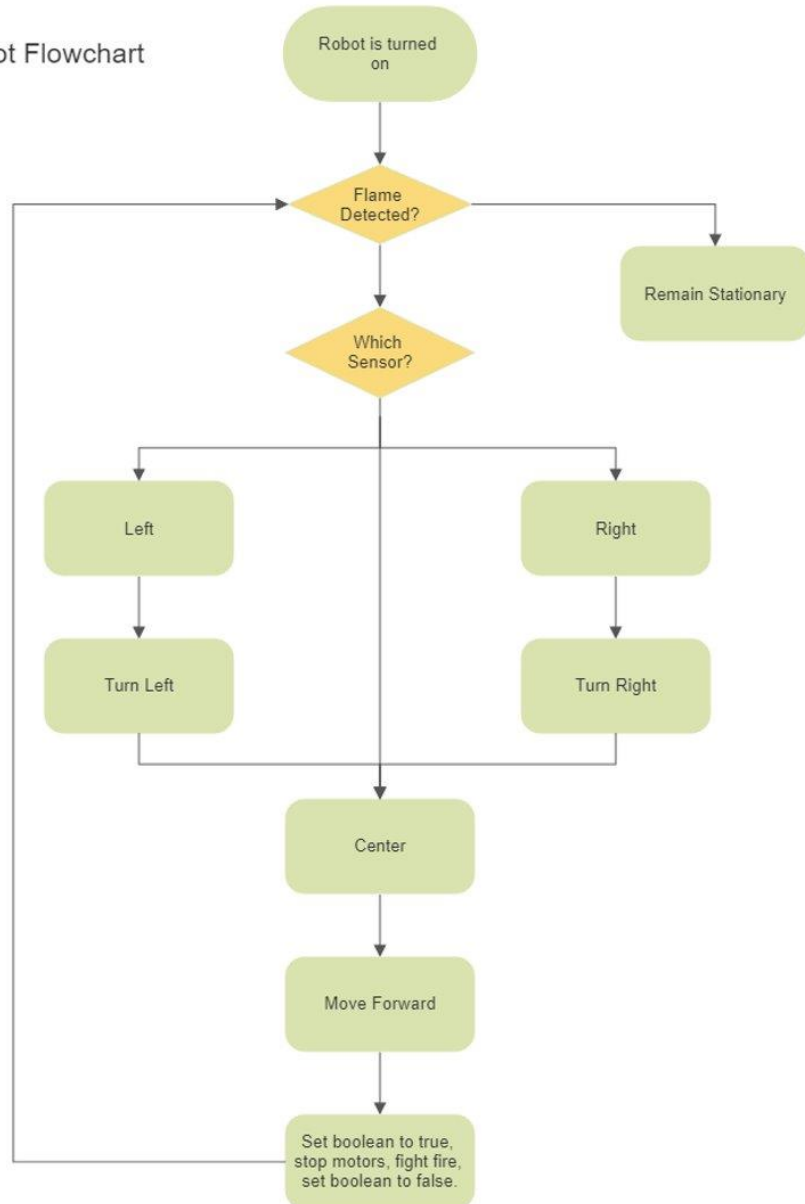 ot Flowchart
Robot is turned
on
Flame
Detected?
Remain Stationary
Which
Sensor?
Left
Right
Turn Left
Turn Right
Center
Move Forward
Set boolean to true,
stop motors, fight fire,
set boolean to false.